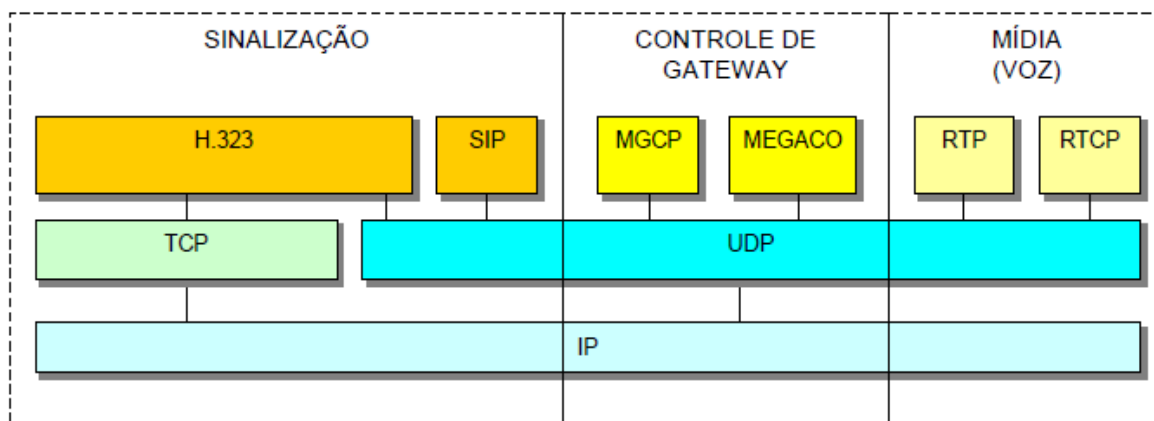 SINALIZAÇÃO
CONTROLE DE
GATEWAY
MÍDIA
(VOZ)
H.323
SIP
MGCP
MEGACO
RTP
RTCP
TCP
UDP
IP